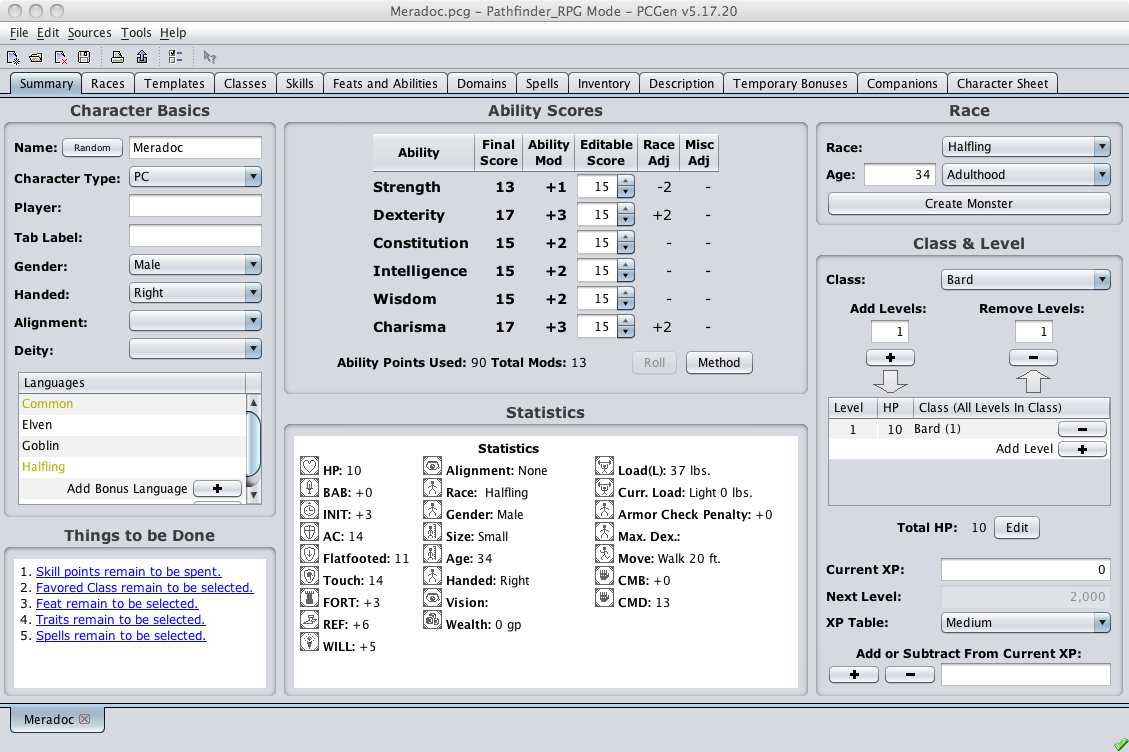 Meradoc.pcg – Pathfinder_RPG Mode – PCGen v5.17.20
File Edit Sources Tools Help
Summary Races Templates Classes Skills Feats and Abilities Domains Spells Inventory Description Temporary Bonuses Companions Character Sheet
Character Basics
Name: Random Meradoc
Character Type: PC
Player:
Tab Label:
Gender: Male
Handed: Right
Alignment:
Deity:
Languages
Common
Elven
Goblin
Halfling
Add Bonus Language +
Things to be Done
1. Skill points remain to be spent.
2. Favored Class remain to be selected.
3. Feat remain to be selected.
4. Traits remain to be selected.
5. Spells remain to be selected.
Ability Scores
Ability Final Score Ability Mod Editable Score Race Adj Misc Adj
Strength 13 +1 15 -2 -
Dexterity 17 +3 15 +2 -
Constitution 15 +2 15 - -
Intelligence 15 +2 15 - -
Wisdom 15 +2 15 - -
Charisma 17 +3 15 +2 -
Ability Points Used: 90 Total Mods: 13 Roll Method
Statistics
Statistics
HP: 10
BAB: +0
INIT: +3
AC: 14
Flatfooted: 11
Touch: 14
FORT: +3
REF: +6
WILL: +5
Alignment: None
Race: Halfling
Gender: Male
Size: Small
Age: 34
Handed: Right
Vision:
Wealth: 0 gp
Load(L): 37 lbs.
Curr. Load: Light 0 lbs.
Armor Check Penalty: +0
Max. Dex.:
Move: Walk 20 ft.
CMB: +0
CMD: 13
Race
Race: Halfling
Age: 34 Adulthood
Create Monster
Class & Level
Class: Bard
Add Levels: Remove Levels:
1 1
+ −
Level HP Class (All Levels In Class)
1 10 Bard (1) −
Add Level +
Total HP: 10 Edit
Current XP: 0
Next Level: 2,000
XP Table: Medium
Add or Subtract From Current XP:
+ −
Meradoc